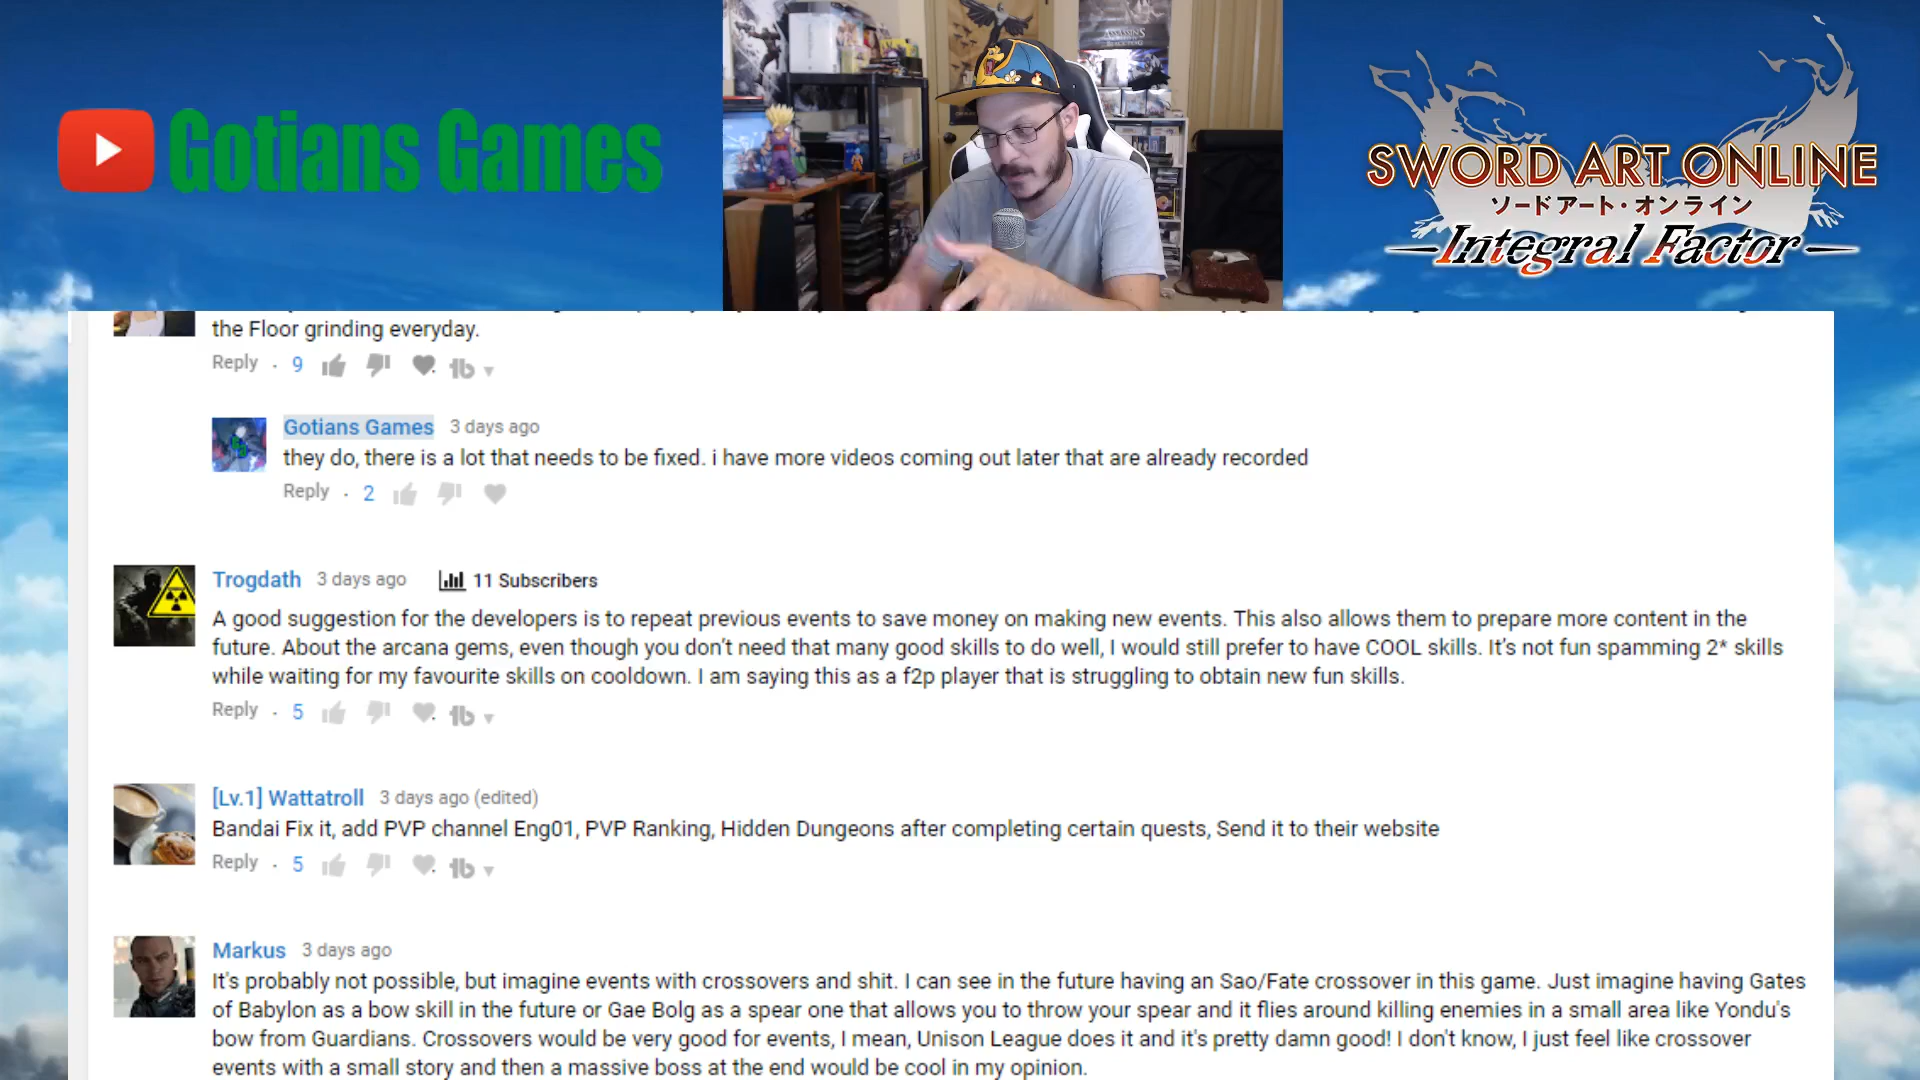 Gotians Games
ASSASSIN'S
SWORD ART ONLINE
ソードアート・オンライン
Integral Factor
the Floor grinding everyday.
Reply · 9
Gotians Games 3 days ago
they do, there is a lot that needs to be fixed. i have more videos coming out later that are already recorded
Reply · 2
Trogdath 3 days ago 11 Subscribers
A good suggestion for the developers is to repeat previous events to save money on making new events. This also allows them to prepare more content in the
future. About the arcana gems, even though you don't need that many good skills to do well, I would still prefer to have COOL skills. It's not fun spamming 2* skills
while waiting for my favourite skills on cooldown. I am saying this as a f2p player that is struggling to obtain new fun skills.
Reply · 5
[Lv.1] Wattatroll 3 days ago (edited)
Bandai Fix it, add PVP channel Eng01, PVP Ranking, Hidden Dungeons after completing certain quests, Send it to their website
Reply · 5
Markus 3 days ago
It's probably not possible, but imagine events with crossovers and shit. I can see in the future having an Sao/Fate crossover in this game. Just imagine having Gates
of Babylon as a bow skill in the future or Gae Bolg as a spear one that allows you to throw your spear and it flies around killing enemies in a small area like Yondu's
bow from Guardians. Crossovers would be very good for events, I mean, Unison League does it and it's pretty damn good! I don't know, I just feel like crossover
events with a small story and then a massive boss at the end would be cool in my opinion.